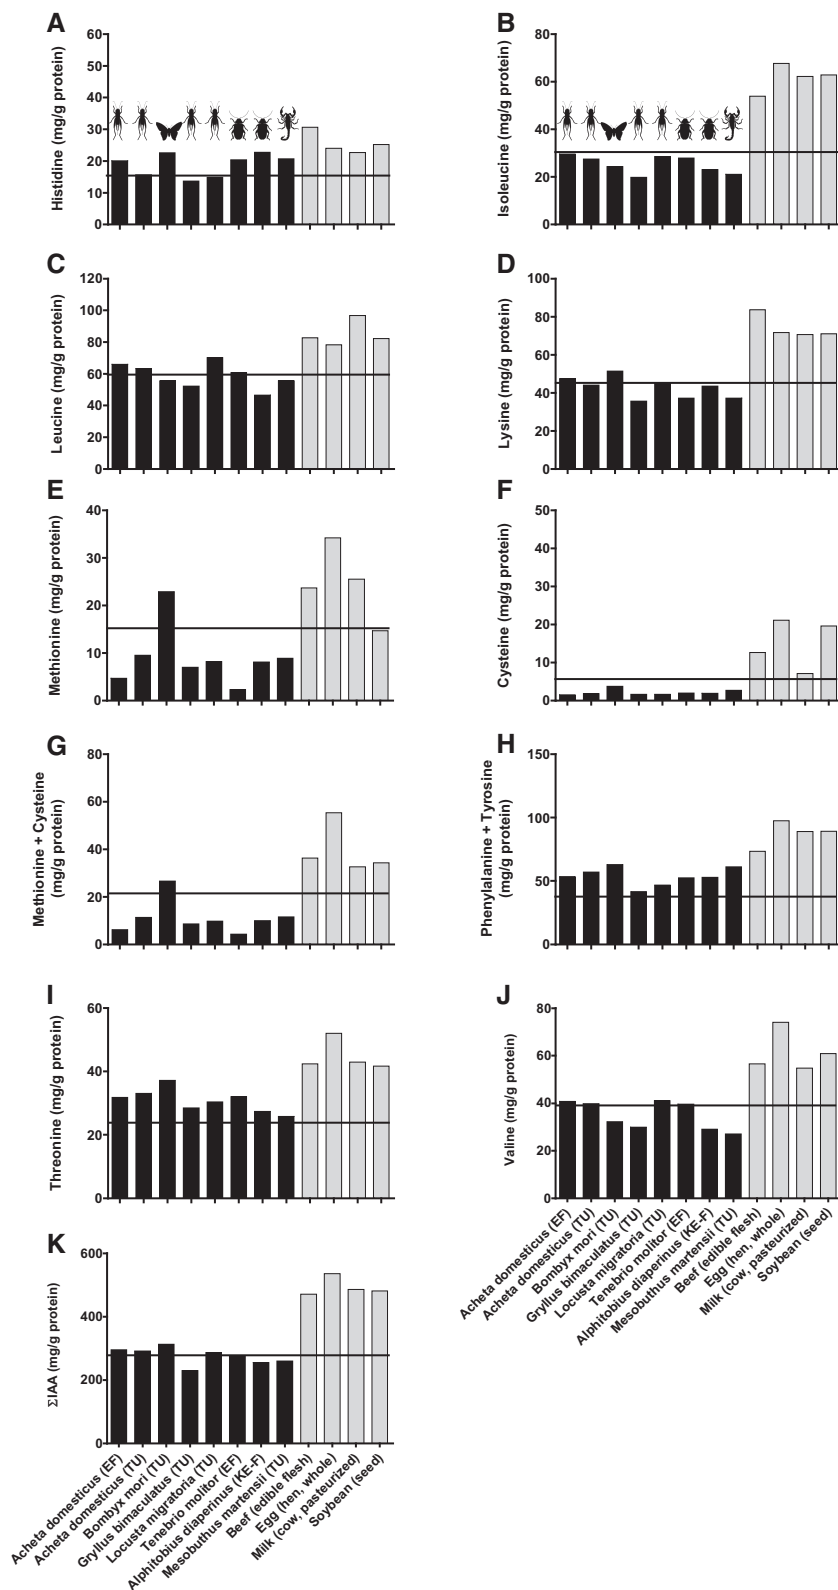 A
Histidine (mg/g protein)
60
50
40
30
20
10
0
B
Isoleucine (mg/g protein)
80
60
40
20
0
C
Leucine (mg/g protein)
120
100
80
60
40
20
0
D
Lysine (mg/g protein)
100
80
60
40
20
0
E
Methionine (mg/g protein)
40
30
20
10
0
F
Cysteine (mg/g protein)
50
40
30
20
10
0
G
Methionine + Cysteine
(mg/g protein)
80
60
40
20
0
H
Phenylalanine + Tyrosine
(mg/g protein)
150
100
50
0
I
Threonine (mg/g protein)
60
40
20
0
J
Valine (mg/g protein)
80
60
40
20
0
Acheta domesticus (EF)
Acheta domesticus (TU)
Bombyx mori (TU)
Gryllus bimaculatus (TU)
Locusta migratoria (TU)
Tenebrio molitor (EF)
Alphitobius diaperinus (KE-F)
Mesobuthus martensii (TU)
Beef (edible flesh)
Egg (hen, whole)
Milk (cow, pasteurized)
Soybean (seed)
K
ΣIAA (mg/g protein)
600
400
200
0
Acheta domesticus (EF)
Acheta domesticus (TU)
Bombyx mori (TU)
Gryllus bimaculatus (TU)
Locusta migratoria (TU)
Tenebrio molitor (EF)
Alphitobius diaperinus (KE-F)
Mesobuthus martensii (TU)
Beef (edible flesh)
Egg (hen, whole)
Milk (cow, pasteurized)
Soybean (seed)